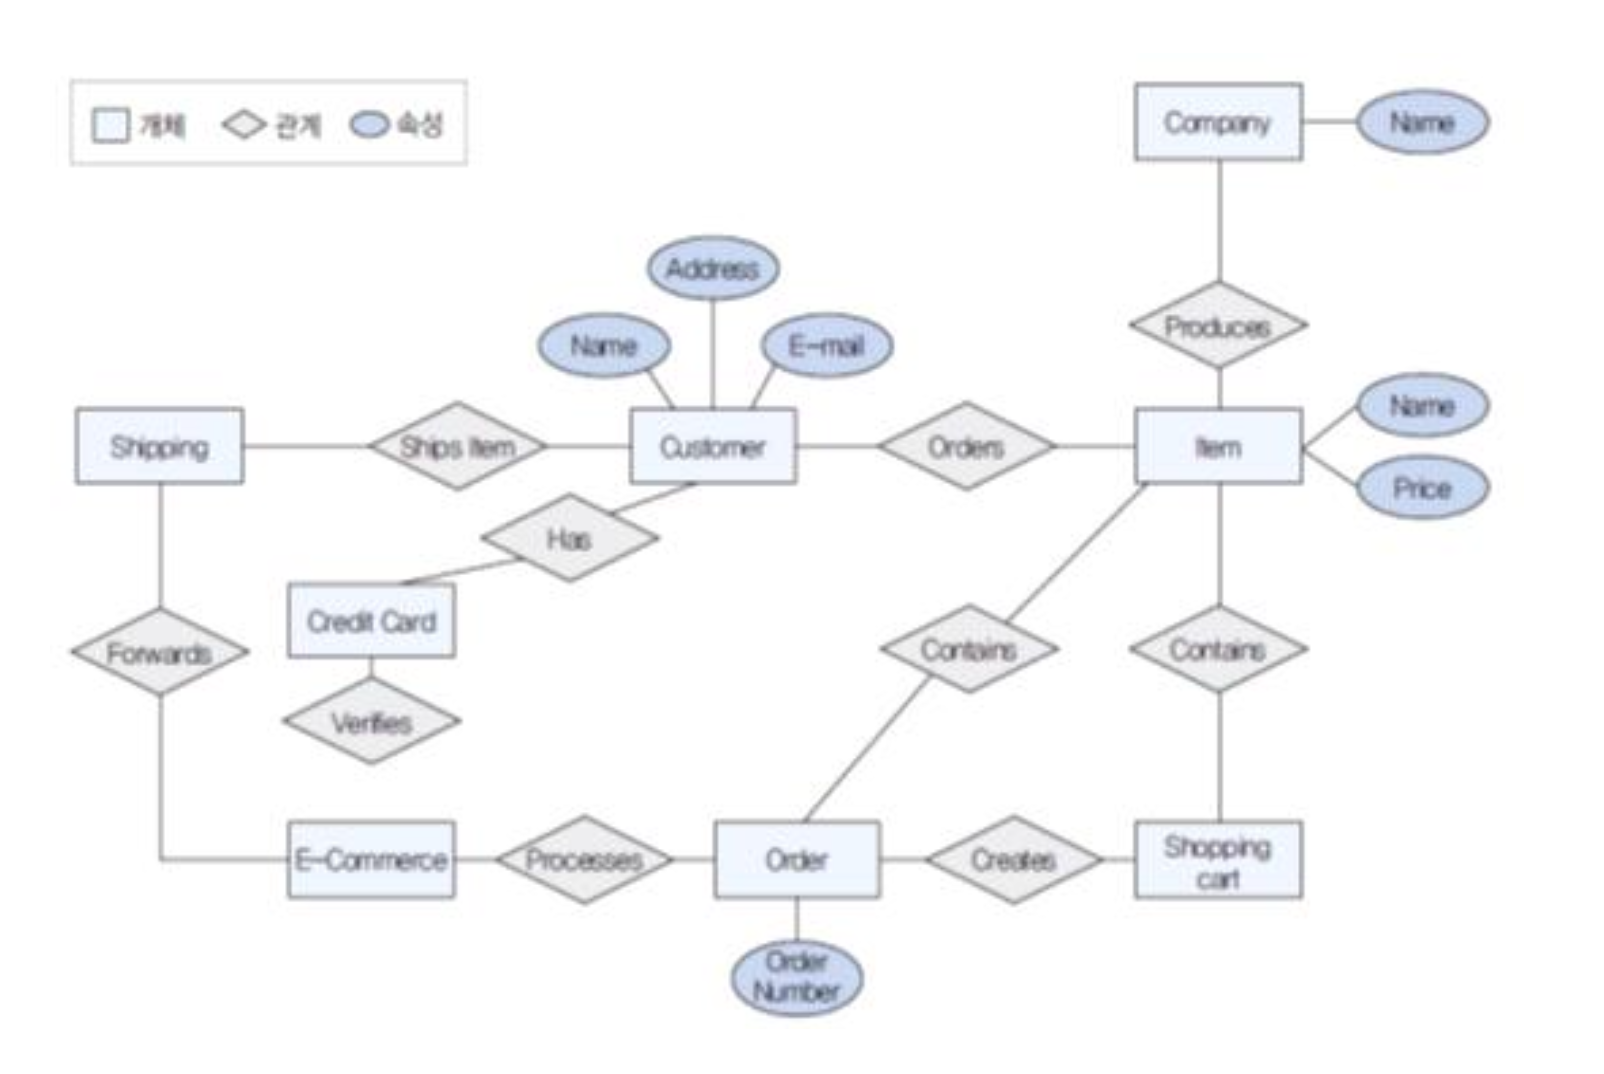 개체 관계 속성
Company Name
Address
Produces
Name E-mail
Name
Shipping Ships Item Customer Orders Item
Price
Has
Credit Card
Forwards Contains Contains
Verifies
E-Commerce Processes Order Creates Shopping
cart
Order
Number